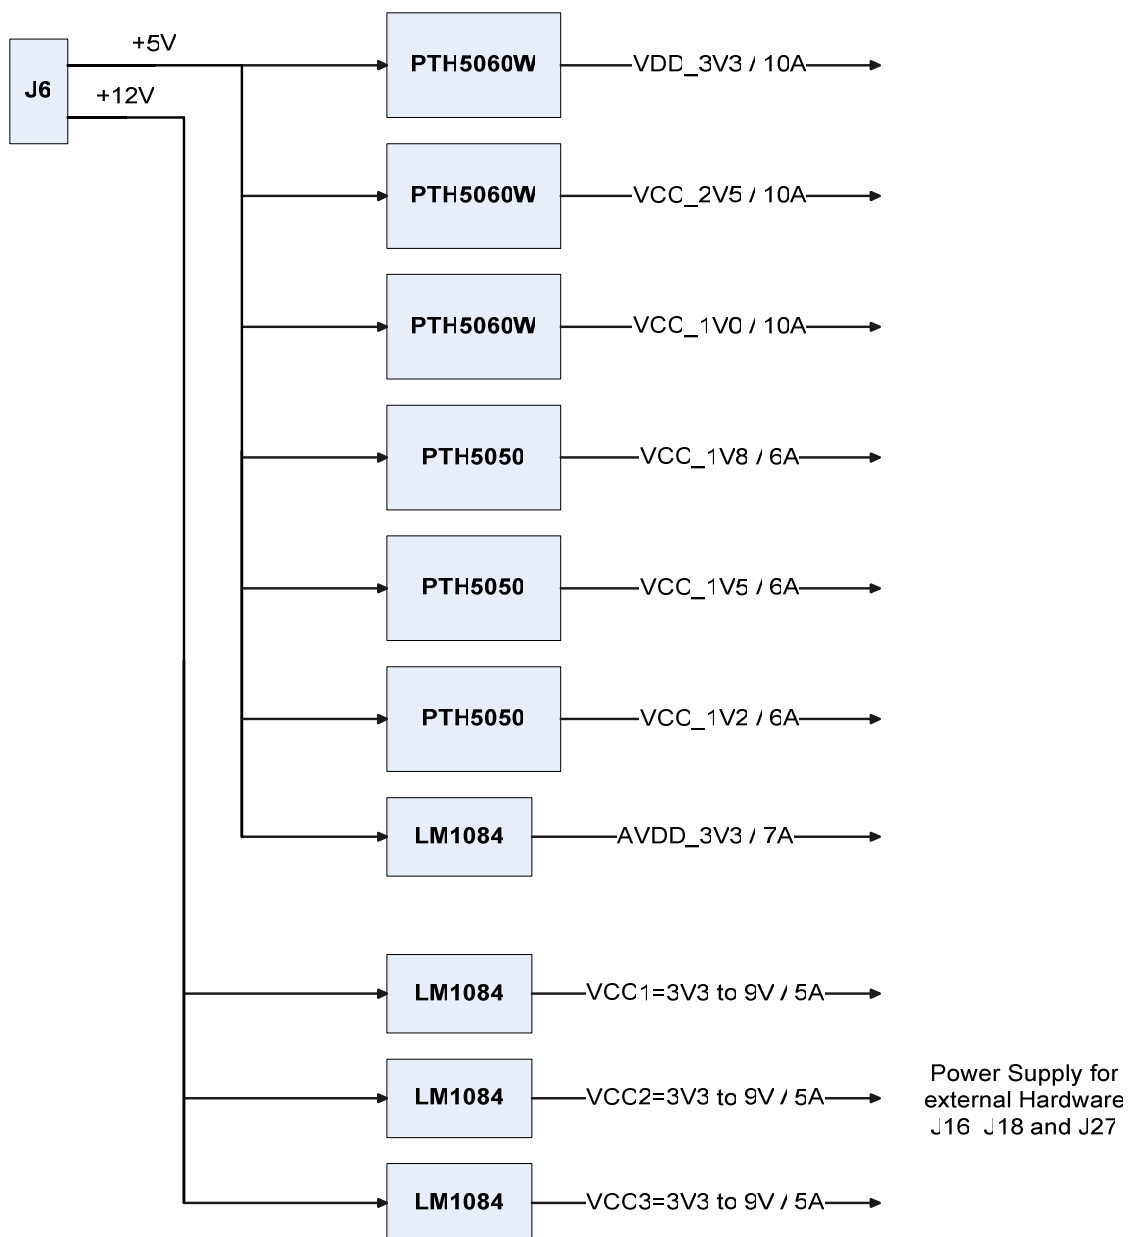 +5V
J6
+12V
PTH5060W
VDD_3V3 / 10A
PTH5060W
VCC_2V5 / 10A
PTH5060W
VCC_1V0 / 10A
PTH5050
VCC_1V8 / 6A
PTH5050
VCC_1V5 / 6A
PTH5050
VCC_1V2 / 6A
LM1084
AVDD_3V3 / 7A
LM1084
VCC1=3V3 to 9V / 5A
LM1084
VCC2=3V3 to 9V / 5A
Power Supply for
external Hardware
J16 J18 and J27
LM1084
VCC3=3V3 to 9V / 5A